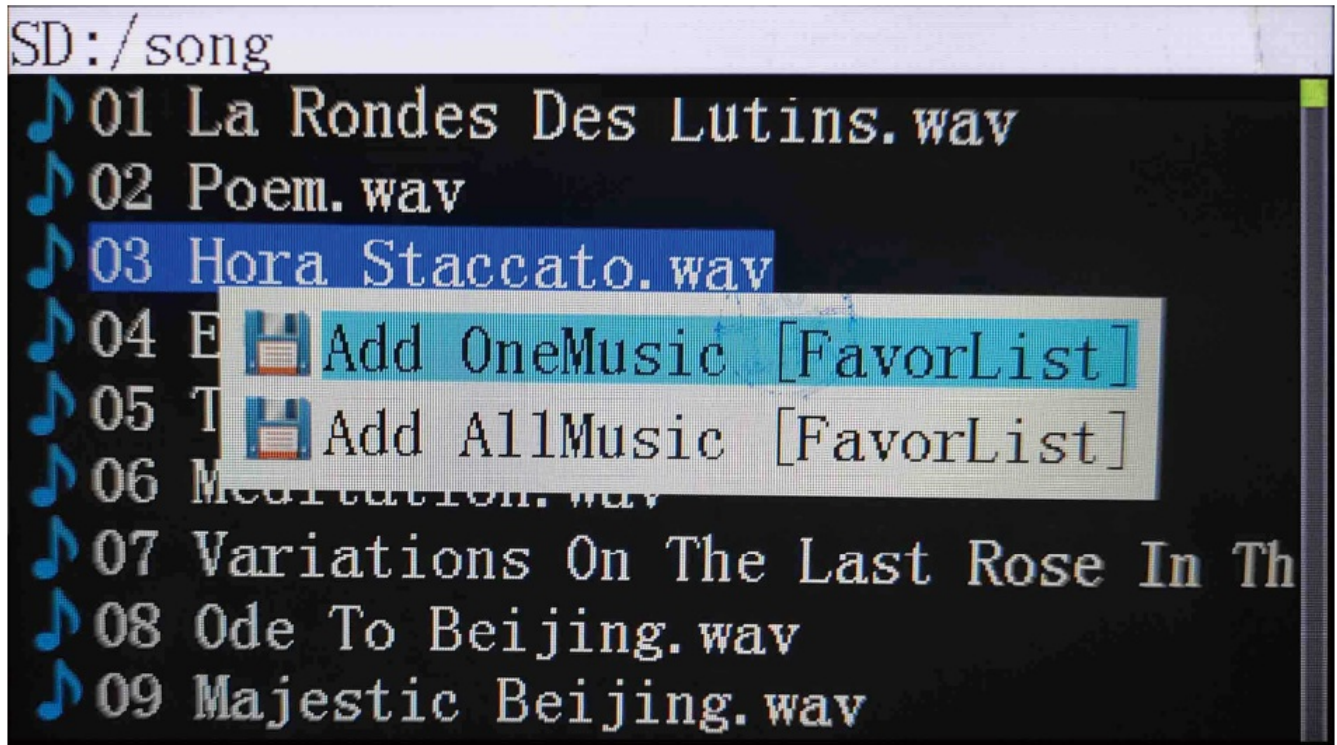 SD:/song
01 La Rondes Des Lutins.wav
02 Poem.wav
03 Hora Staccato.wav
04
Add OneMusic [FavorList]
05
Add AllMusic [FavorList]
06 Meditation.wav
07 Variations On The Last Rose In Th
08 Ode To Beijing.wav
09 Majestic Beijing.wav